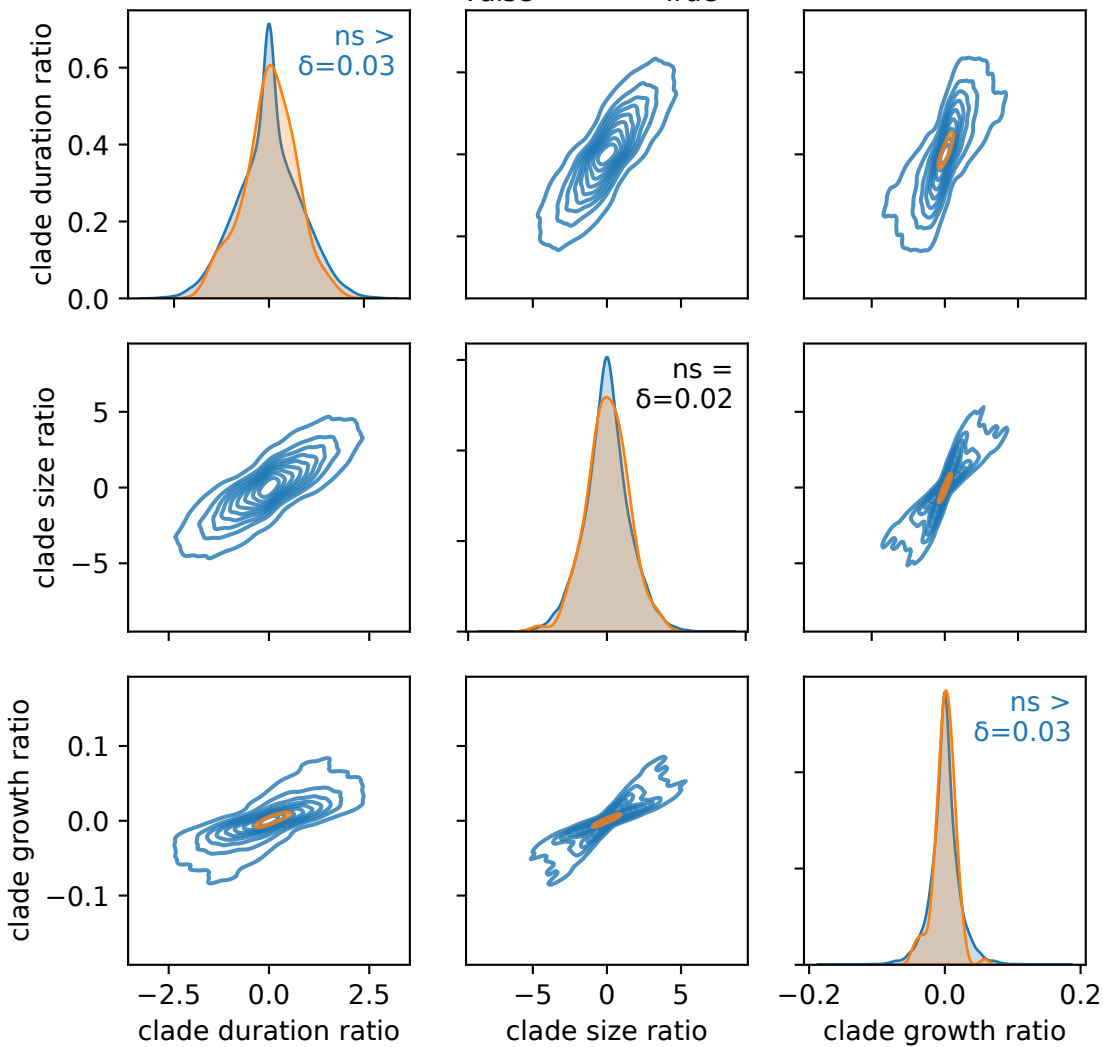 clade duration ratio
0.6
0.4
0.2
0.0
ns >
δ=0.03
clade size ratio
5
0
−5
ns =
δ=0.02
clade growth ratio
0.1
0.0
−0.1
ns >
δ=0.03
−2.5 0.0 2.5
clade duration ratio
−5 0 5
clade size ratio
−0.2 0.0 0.2
clade growth ratio